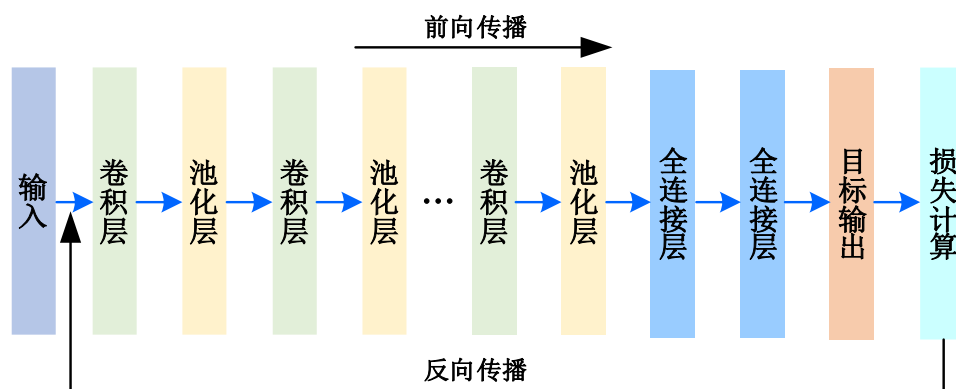 前向传播
输入
卷积层
池化层
卷积层
池化层
...
卷积层
池化层
全连接层
全连接层
目标输出
损失计算
反向传播